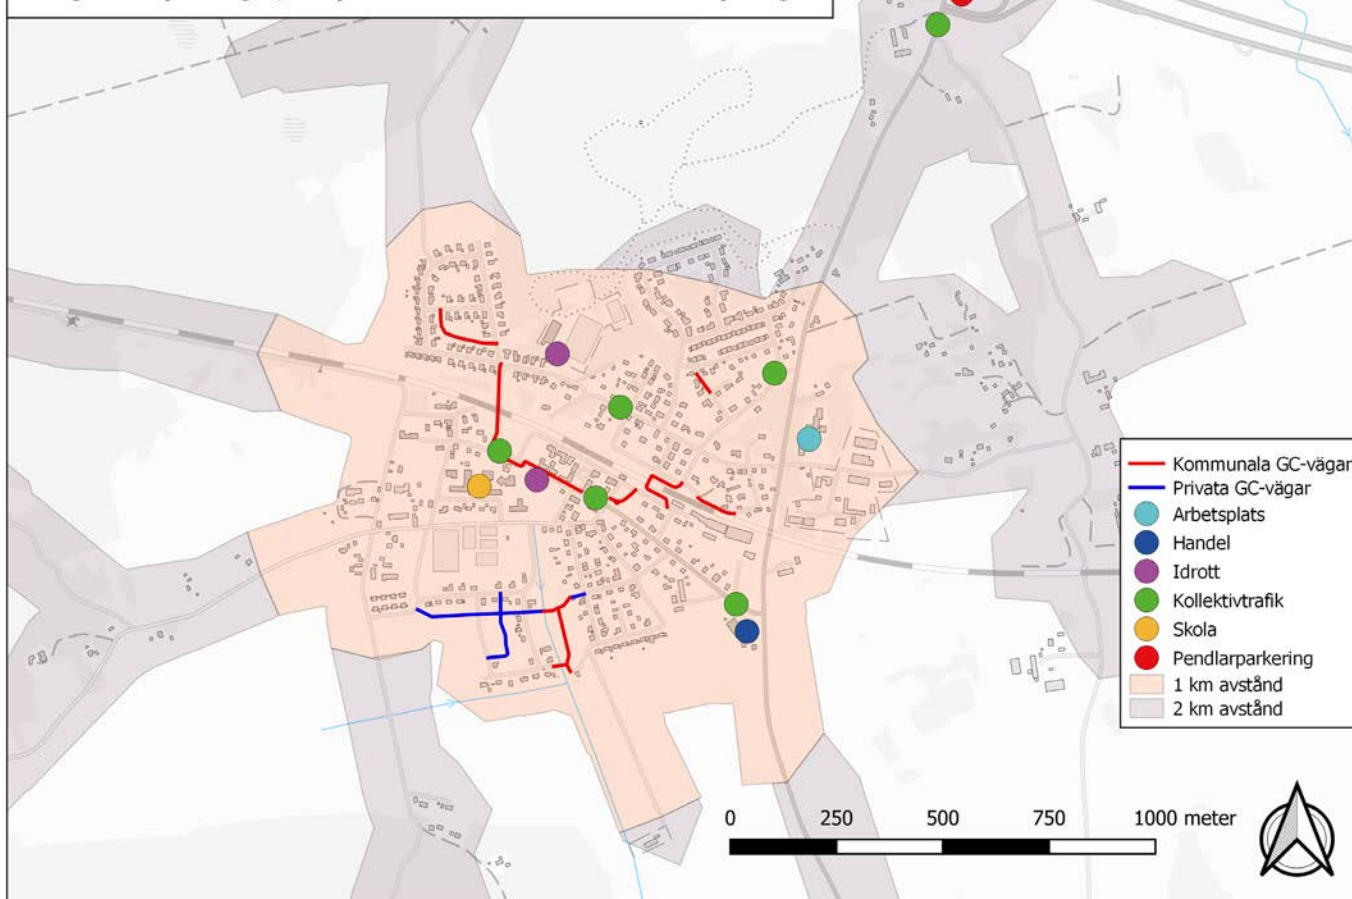 Kommunala GC-vägar
Privata GC-vägar
Arbetsplats
Handel
Idrott
Kollektivtrafik
Skola
Pendlarparkering
1 km avstånd
2 km avstånd
0 250 500 750 1000 meter